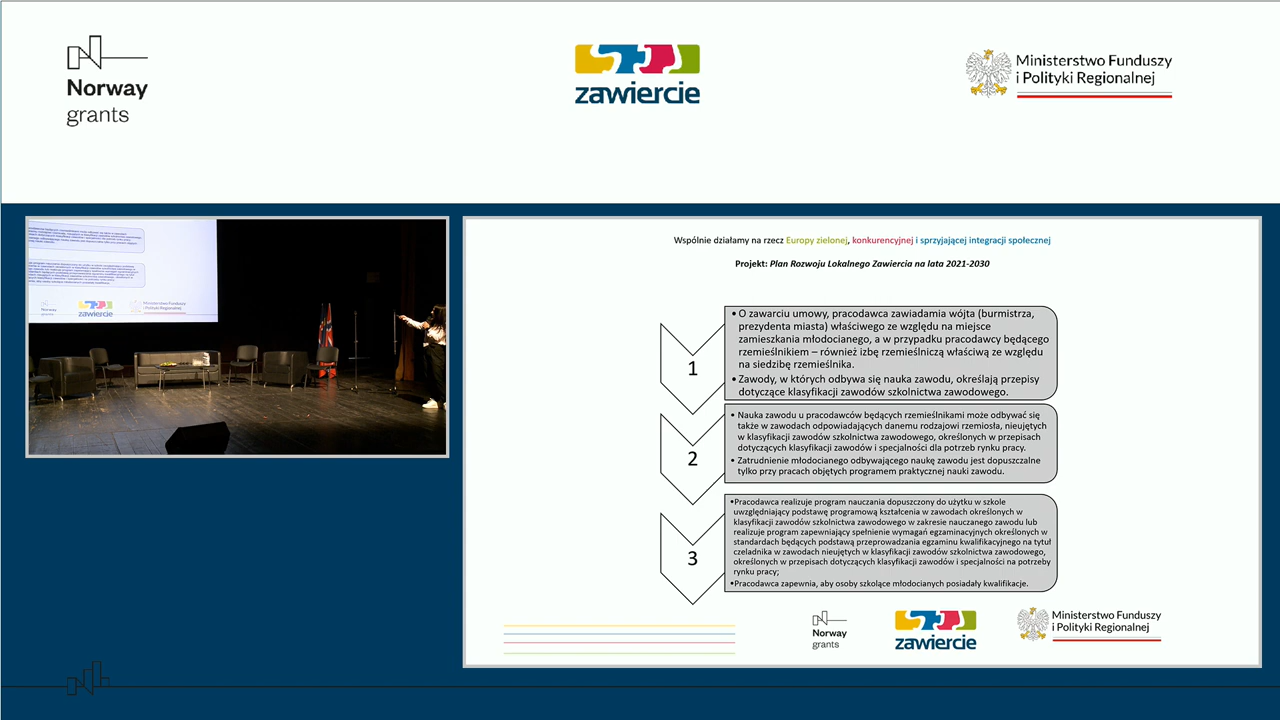 Norway
grants
zawiercie
Ministerstwo Funduszy
i Polityki Regionalnej
zawiercie
Wspólnie działamy na rzecz Europy zielonej, konkurencyjnej i sprzyjającej integracji społecznej
Projekt: Plan Rozwoju Lokalnego Zawiercie na lata 2021-2030
1
• O zawarciu umowy, pracodawca zawiadamia wójta (burmistrza,
prezydenta miasta) właściwego ze względu na miejsce
zamieszkania młodocianego, a w przypadku pracodawcy będącego
rzemieślnikiem – również izbę rzemieślniczą właściwą ze względu
na siedzibę rzemieślnika.
• Zawody, w których odbywa się nauka zawodu, określają przepisy
dotyczące klasyfikacji zawodów szkolnictwa zawodowego.
2
• Nauka zawodu u pracodawców będących rzemieślnikami może odbywać się
także w zawodach odpowiadających danemu rodzajowi rzemiosła, nieujętych
w klasyfikacji zawodów szkolnictwa zawodowego, określonych w przepisach
dotyczących klasyfikacji zawodów i specjalności dla potrzeb rynku pracy.
• Zatrudnienie młodocianego odbywającego naukę zawodu jest dopuszczalne
tylko przy pracach objętych programem praktycznej nauki zawodu.
3
•Pracodawca realizuje program nauczania dopuszczony do użytku w szkole
uwzględniający podstawę programową kształcenia w zawodach określonych w
klasyfikacji zawodów szkolnictwa zawodowego w zakresie nauczanego zawodu lub
realizuje program zapewniający spełnienie wymagań egzaminacyjnych określonych w
standardach będących podstawą przeprowadzania egzaminu kwalifikacyjnego na tytuł
czeladnika w zawodach nieujętych w klasyfikacji zawodów szkolnictwa zawodowego,
określonych w przepisach dotyczących klasyfikacji zawodów i specjalności na potrzeby
rynku pracy;
•Pracodawca zapewnia, aby osoby szkolące młodocianych posiadały kwalifikacje.
Norway
grants
zawiercie
Ministerstwo Funduszy
i Polityki Regionalnej